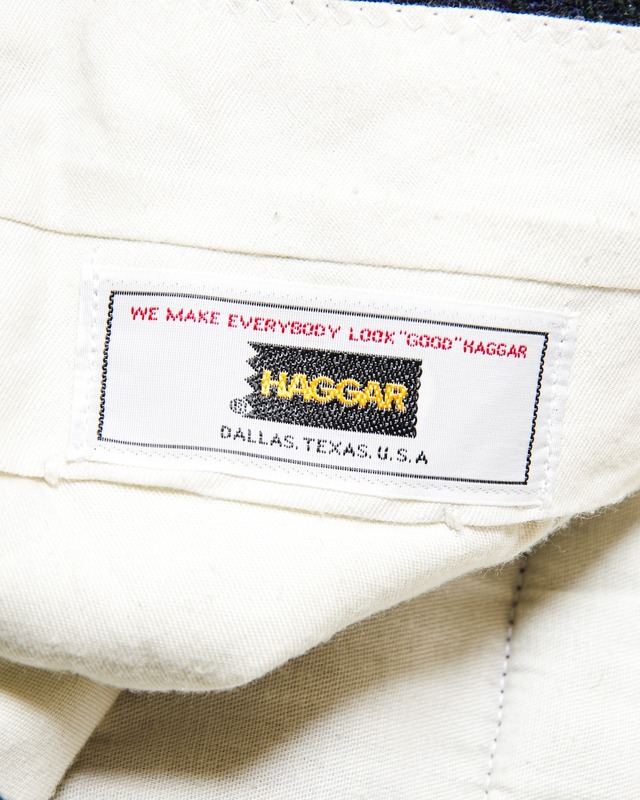 WE MAKE EVERYBODY LOOK "GOOD" HAGGAR
HAGGAR
®
DALLAS, TEXAS. U.S.A